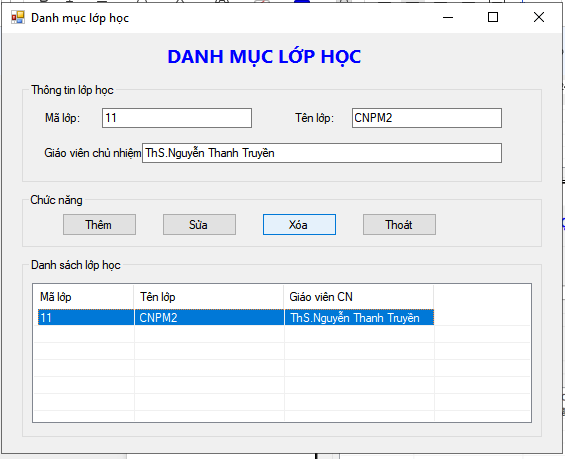 Danh mục lớp học
DANH MỤC LỚP HỌC
Thông tin lớp học
Mã lớp: 11 Tên lớp: CNPM2
Giáo viên chủ nhiệm ThS.Nguyễn Thanh Truyền
Chức năng
Thêm Sửa Xóa Thoát
Danh sách lớp học
Mã lớp Tên lớp Giáo viên CN
11 CNPM2 ThS.Nguyễn Thanh Truyền